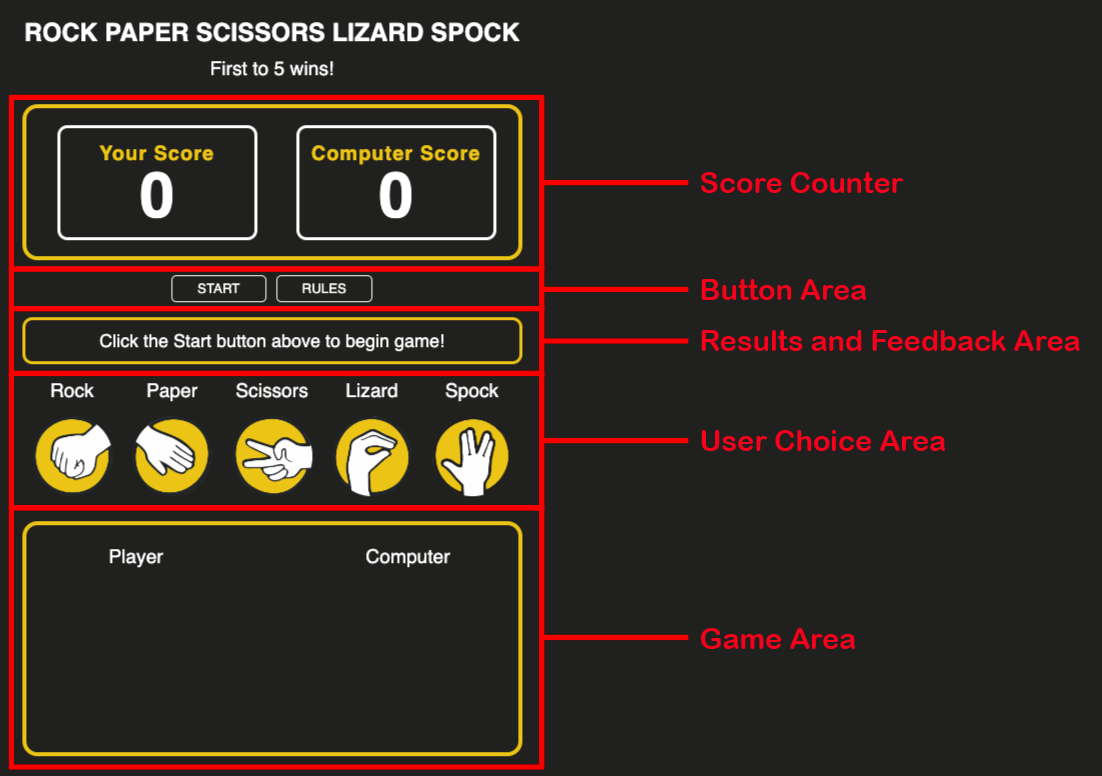 ROCK PAPER SCISSORS LIZARD SPOCK
First to 5 wins!
Your Score
Computer Score
0
0
Score Counter
START
RULES
Button Area
Click the Start button above to begin game!
Results and Feedback Area
Rock
Paper
Scissors
Lizard
Spock
User Choice Area
Player
Computer
Game Area